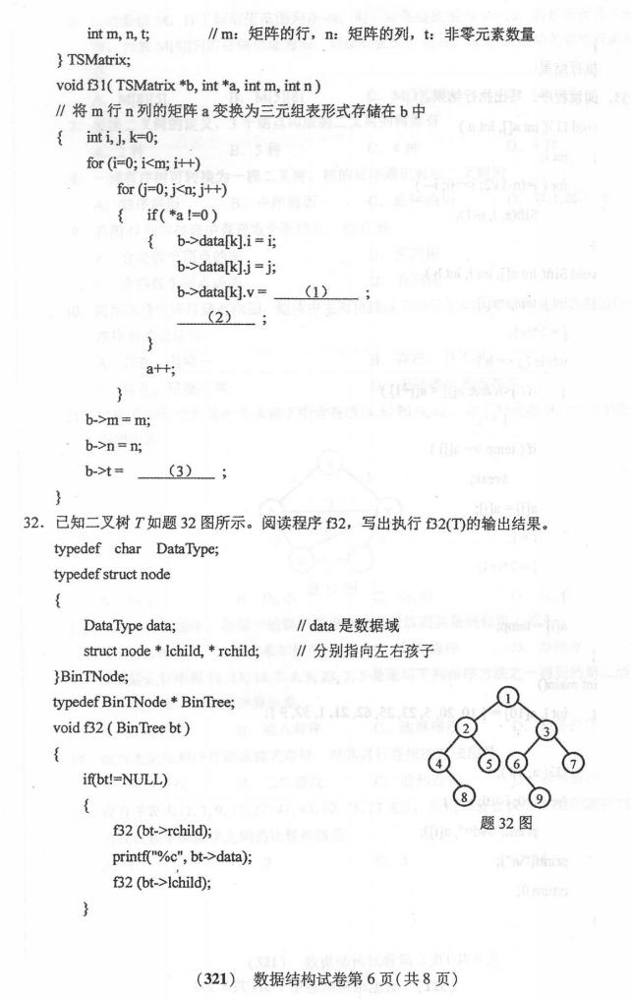 int m, n, t; // m：矩阵的行，n：矩阵的列，t：非零元素数量
} TSMatrix;
void f31( TSMatrix *b, int *a, int m, int n )
// 将 m 行 n 列的矩阵 a 变换为三元组表形式存储在 b 中
{ int i, j, k=0;
for (i=0; i<m; i++)
for (j=0; j<n; j++)
{ if ( *a !=0 )
{ b->data[k].i = i;
b->data[k].j = j;
b->data[k].v = （1） ;
（2） ;
}
a++;
}
b->m = m;
b->n = n;
b->t = （3） ;
}
32．已知二叉树 T 如题 32 图所示。阅读程序 f32，写出执行 f32(T)的输出结果。
typedef char DataType;
typedef struct node
{
DataType data; // data 是数据域
struct node * lchild, * rchild; // 分别指向左右孩子
}BinTNode;
typedef BinTNode * BinTree;
void f32 ( BinTree bt )
{
if(bt!=NULL)
{
f32 (bt->rchild);
printf("%c", bt->data);
f32 (bt->lchild);
}
1
2 3
4 5 6 7
8 9
题 32 图
(321) 数据结构试卷第 6 页(共 8 页)